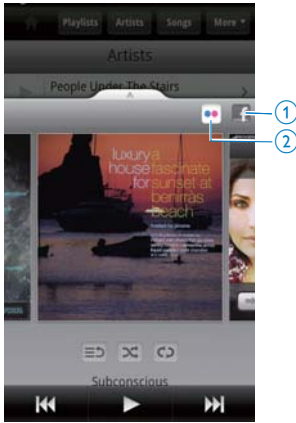 Playlists Artists Songs More
Artists
People Under The Stairs
f 1
2
luxury a
house fascinate
for sunset at
benirras
beach
Subconscious